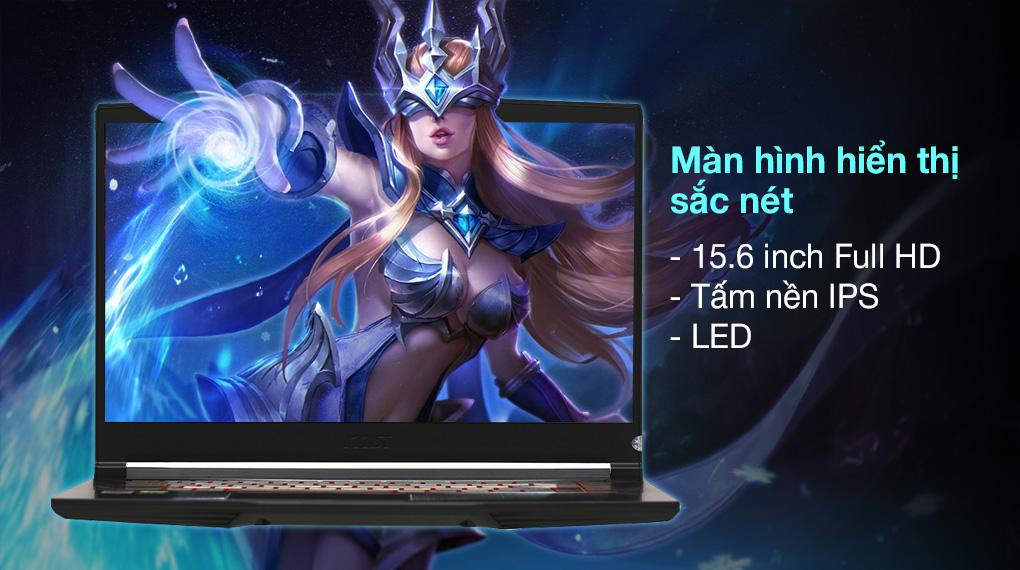 Màn hình hiển thị
sắc nét
- 15.6 inch Full HD
- Tấm nền IPS
- LED